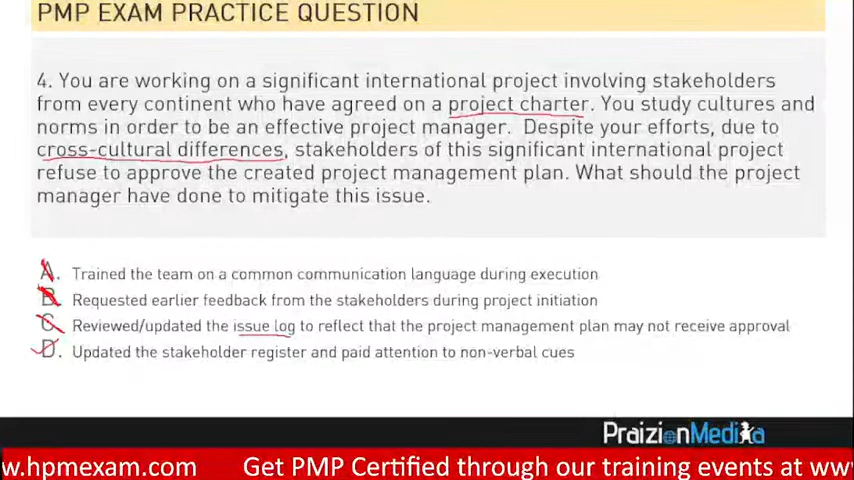 PMP EXAM PRACTICE QUESTION
4. You are working on a significant international project involving stakeholders
from every continent who have agreed on a project charter. You study cultures and
norms in order to be an effective project manager. Despite your efforts, due to
cross-cultural differences, stakeholders of this significant international project
refuse to approve the created project management plan. What should the project
manager have done to mitigate this issue.
A. Trained the team on a common communication language during execution
B. Requested earlier feedback from the stakeholders during project initiation
C. Reviewed/updated the issue log to reflect that the project management plan may not receive approval
D. Updated the stakeholder register and paid attention to non-verbal cues
PraizionMedia
w.hpmexam.com Get PMP Certified through our training events at ww